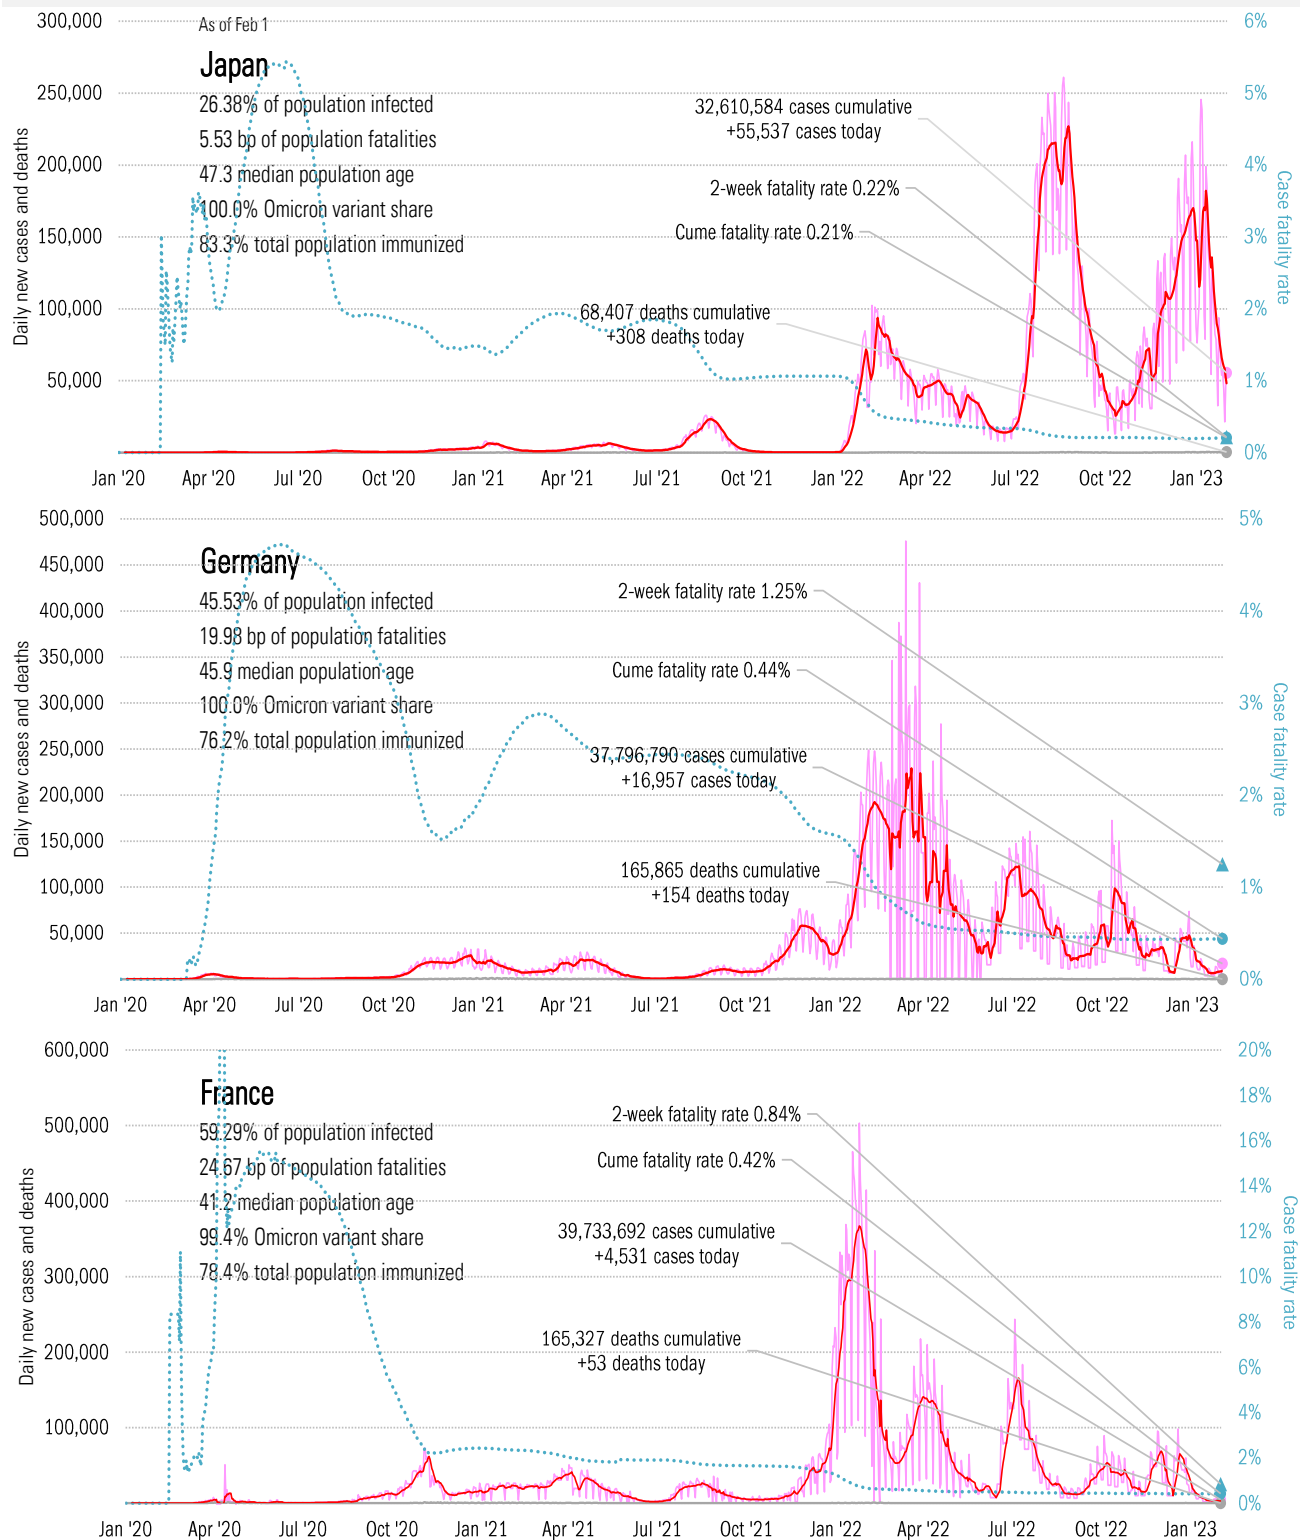 As of Feb 1
Japan
26.38% of population infected
5.53 bp of population fatalities
47.3 median population age
100.0% Omicron variant share
83.3% total population immunized
32,610,584 cases cumulative
+55,537 cases today
2-week fatality rate 0.22%
Cume fatality rate 0.21%
68,407 deaths cumulative
+308 deaths today
Daily new cases and deaths
300,000
250,000
200,000
150,000
100,000
50,000
6%
5%
4%
3%
2%
1%
0%
Case fatality rate
Jan '20 Apr '20 Jul '20 Oct '20 Jan '21 Apr '21 Jul '21 Oct '21 Jan '22 Apr '22 Jul '22 Oct '22 Jan '23
Germany
45.53% of population infected
19.98 bp of population fatalities
45.9 median population age
100.0% Omicron variant share
76.2% total population immunized
2-week fatality rate 1.25%
Cume fatality rate 0.44%
37,796,790 cases cumulative
+16,957 cases today
165,865 deaths cumulative
+154 deaths today
Daily new cases and deaths
500,000
450,000
400,000
350,000
300,000
250,000
200,000
150,000
100,000
50,000
5%
4%
3%
2%
1%
0%
Case fatality rate
Jan '20 Apr '20 Jul '20 Oct '20 Jan '21 Apr '21 Jul '21 Oct '21 Jan '22 Apr '22 Jul '22 Oct '22 Jan '23
France
59.29% of population infected
24.67 bp of population fatalities
41.2 median population age
99.4% Omicron variant share
78.4% total population immunized
2-week fatality rate 0.84%
Cume fatality rate 0.42%
39,733,692 cases cumulative
+4,531 cases today
165,327 deaths cumulative
+53 deaths today
Daily new cases and deaths
600,000
500,000
400,000
300,000
200,000
100,000
20%
18%
16%
14%
12%
10%
8%
6%
4%
2%
0%
Case fatality rate
Jan '20 Apr '20 Jul '20 Oct '20 Jan '21 Apr '21 Jul '21 Oct '21 Jan '22 Apr '22 Jul '22 Oct '22 Jan '23